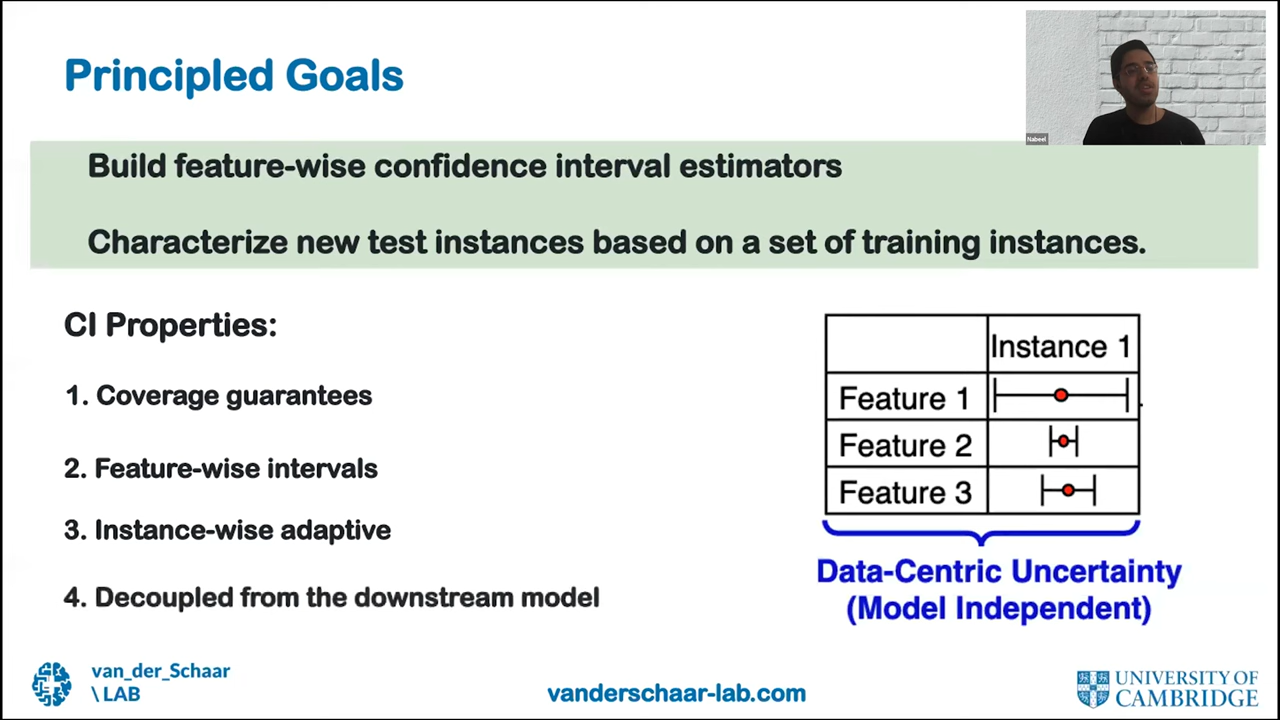 Principled Goals
Nabeel
Build feature-wise confidence interval estimators
Characterize new test instances based on a set of training instances.
CI Properties:
1. Coverage guarantees
2. Feature-wise intervals
3. Instance-wise adaptive
4. Decoupled from the downstream model
Instance 1
Feature 1
Feature 2
Feature 3
Data-Centric Uncertainty
(Model Independent)
van_der_Schaar
\ LAB
vanderschaar-lab.com
UNIVERSITY OF
CAMBRIDGE